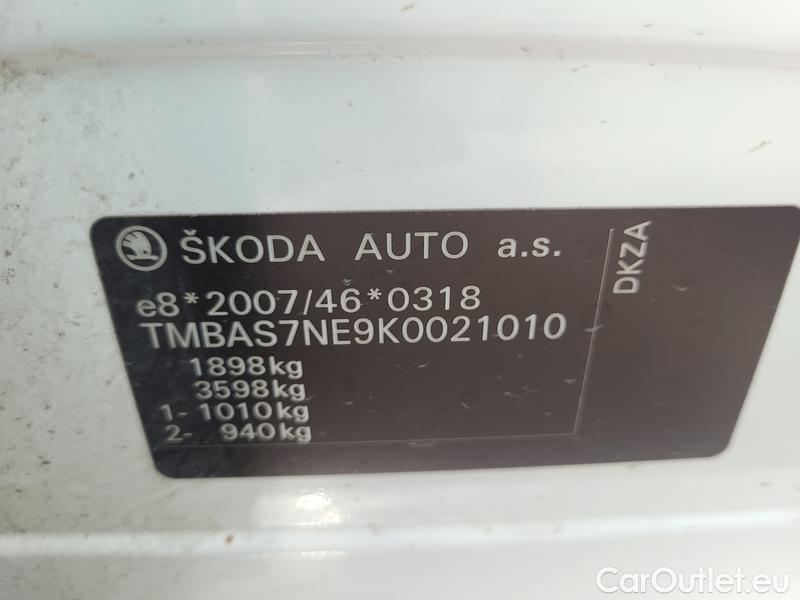 ŠKODA AUTO a.s.
e8*2007/46*0318
TMBAS7NE9K0021010
1898kg
3598kg
1- 1010kg
2- 940kg
DKZA
CarOutlet.eu